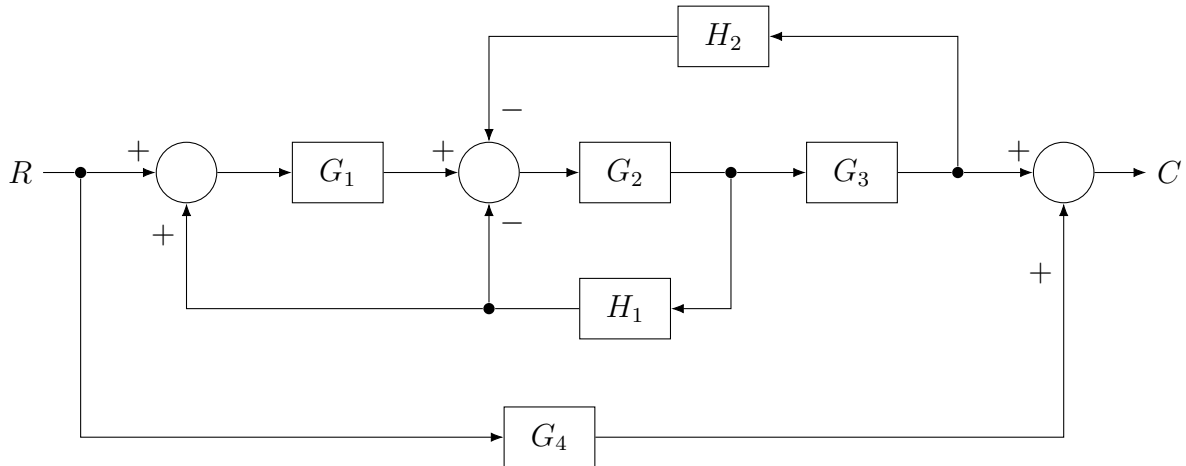 H₂
−
R + G₁ + G₂ G₃ + C
+ −
+
H₁
G₄